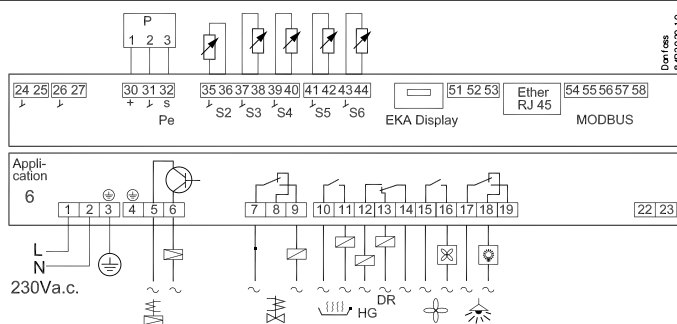 P
1 2 3
24 25 26 27 30 31 32 35 36 37 38 39 40 41 42 43 44 51 52 53 Ether RJ 45 54 55 56 57 58
+ s S2 S3 S4 S5 S6
Pe EKA Display MODBUS
Danfoss
Appli-
cation
6
1 2 3 4 5 6 7 8 9 10 11 12 13 14 15 16 17 18 19 22 23
L
N
230Va.c.
HG DR